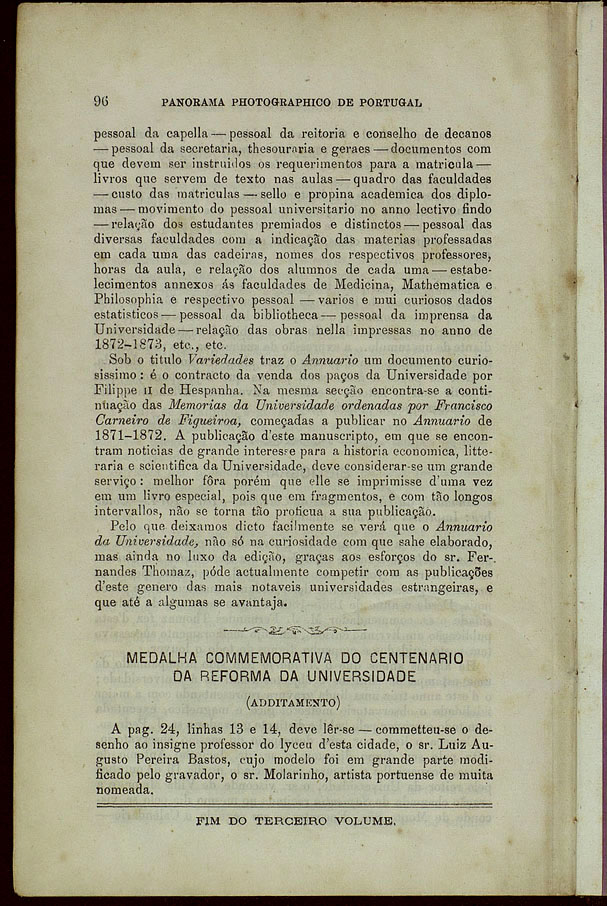 96 PANORAMA PHOTOGRAPHICO DE PORTUGAL
pessoal da capella — pessoal da reitoria e conselho de decanos
— pessoal da secretaria, thesouraria e geraes — documentos com
que devem ser instruidos os requerimentos para a matricula —
livros que servem de texto nas aulas — quadro das faculdades
— custo das matriculas — sello e propina academica dos diplo-
mas — movimento do pessoal universitario no anno lectivo findo
— relação dos estudantes premiados e distinctos — pessoal das
diversas faculdades com a indicação das materias professadas
em cada uma das cadeiras, nomes dos respectivos professores,
horas da aula, e relação dos alumnos de cada uma — estabe-
lecimentos annexos ás faculdades de Medicina, Mathematica e
Philosophia e respectivo pessoal — varios e mui curiosos dados
estatisticos — pessoal da bibliotheca — pessoal da imprensa da
Universidade — relação das obras nella impressas no anno de
1872-1873, etc., etc.
Sob o titulo Variedades traz o Annuario um documento curio-
sissimo : é o contracto da venda dos paços da Universidade por
Filippe II de Hespanha. Na mesma secção encontra-se a conti-
nuação das Memorias da Universidade ordenadas por Francisco
Carneiro de Figueiroa, começadas a publicar no Annuario de
1871-1872. A publicação d'este manuscripto, em que se encon-
tram noticias de grande interesse para a historia economica, litte-
raria e scientifica da Universidade, deve considerar-se um grande
serviço : melhor fôra porém que elle se imprimisse d'uma vez
em um livro especial, pois que em fragmentos, e com tão longos
intervallos, não se torna tão proficua a sua publicação.
Pelo que deixamos dicto facilmente se verá que o Annuario
da Universidade, não só na curiosidade com que sahe elaborado,
mas ainda no luxo da edição, graças aos esforços do sr. Fer-
nandes Thomaz, póde actualmente competir com as publicações
d'este genero das mais notaveis universidades estrangeiras, e
que até a algumas se avantaja.
MEDALHA COMMEMORATIVA DO CENTENARIO
DA REFORMA DA UNIVERSIDADE
(ADDITAMENTO)
A pag. 24, linhas 13 e 14, deve lêr-se — commetteu-se o de-
senho ao insigne professor do lyceu d'esta cidade, o sr. Luiz Au-
gusto Pereira Bastos, cujo modelo foi em grande parte modi-
ficado pelo gravador, o sr. Molarinho, artista portuense de muita
nomeada.
FIM DO TERCEIRO VOLUME.